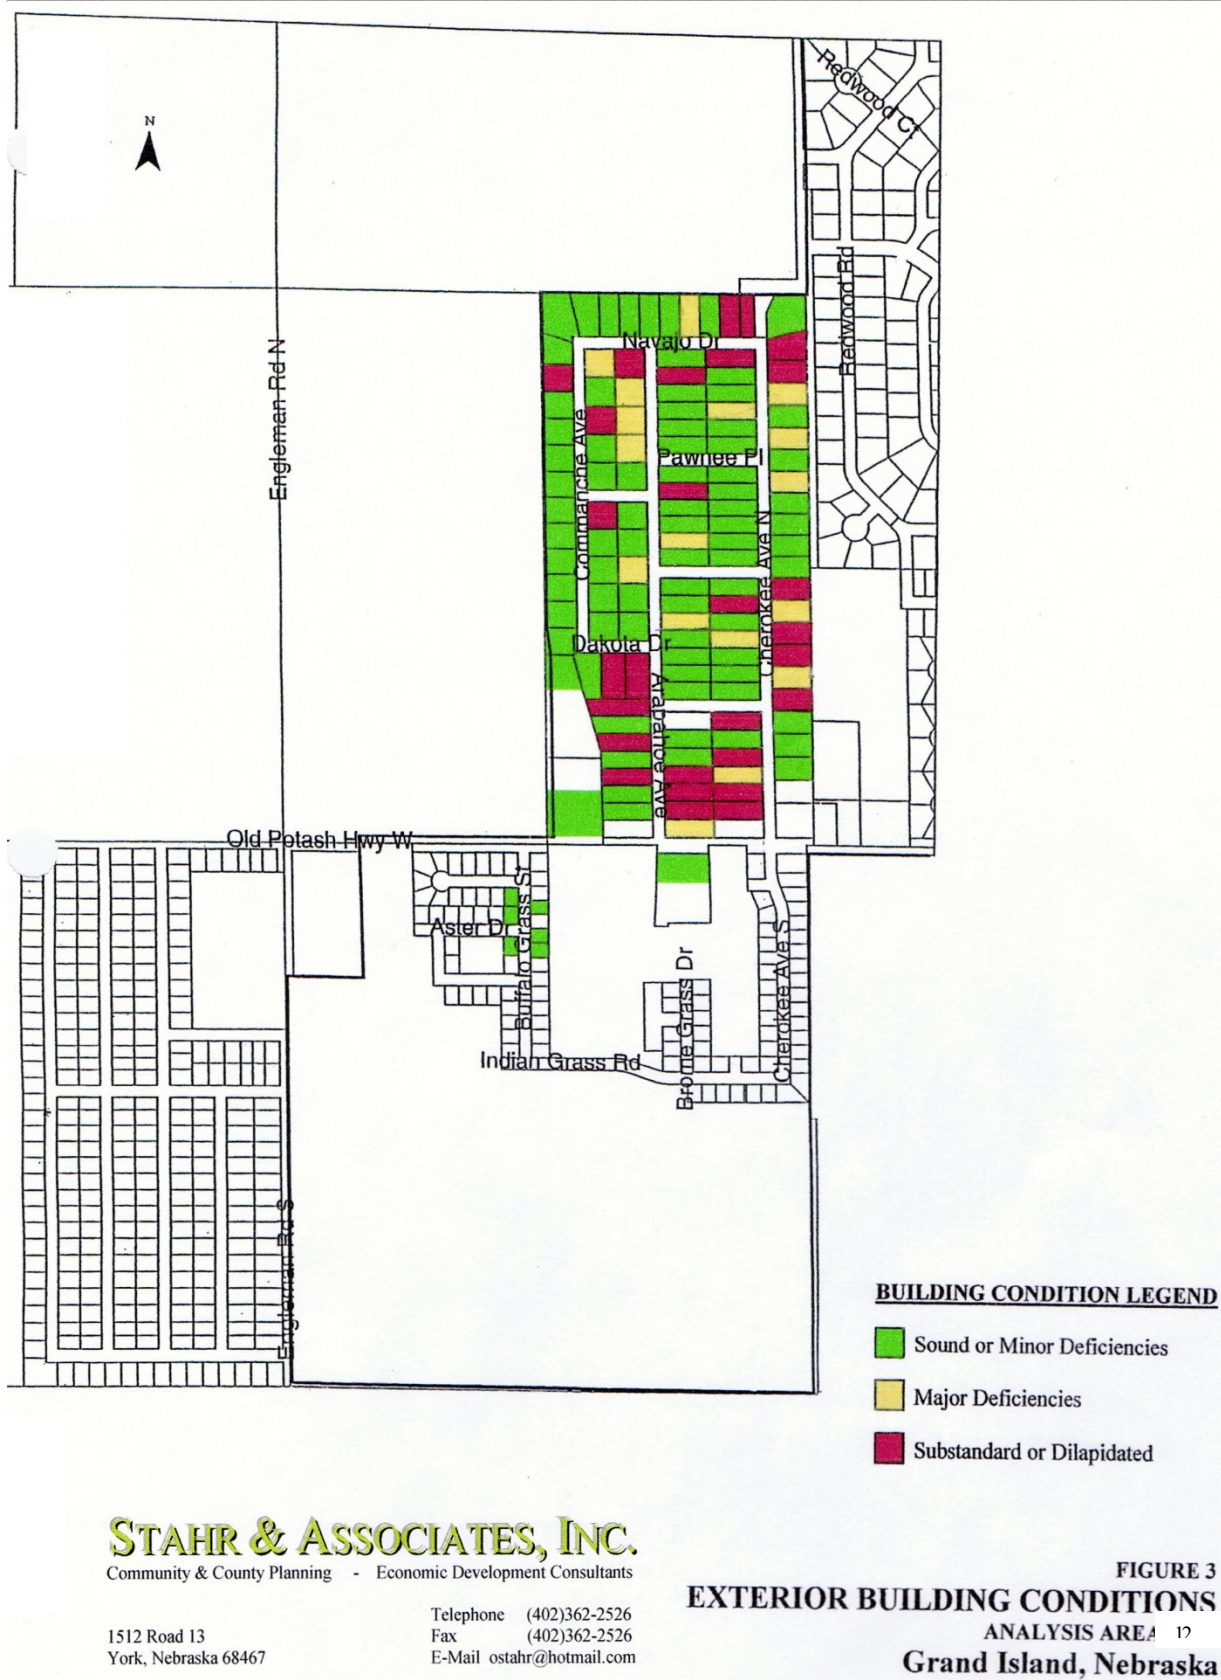 N
Redwood Ct
Redwood Rd
Engleman Rd N
Navajo Dr
Commanche Ave
Pawnee Pl
Cherokee Ave N
Dakota Dr
Arapahoe Ave
Old Potash Hwy W
Aster Dr
Buffalo Grass St
Brome Grass Dr
Cherokee Ave S
Indian Grass Rd
Engleman Rd S
BUILDING CONDITION LEGEND
Sound or Minor Deficiencies
Major Deficiencies
Substandard or Dilapidated
STAHR & ASSOCIATES, INC.
Community & County Planning - Economic Development Consultants
1512 Road 13
York, Nebraska 68467
Telephone (402)362-2526
Fax (402)362-2526
E-Mail ostahr@hotmail.com
FIGURE 3
EXTERIOR BUILDING CONDITIONS
ANALYSIS AREA
12
Grand Island, Nebraska